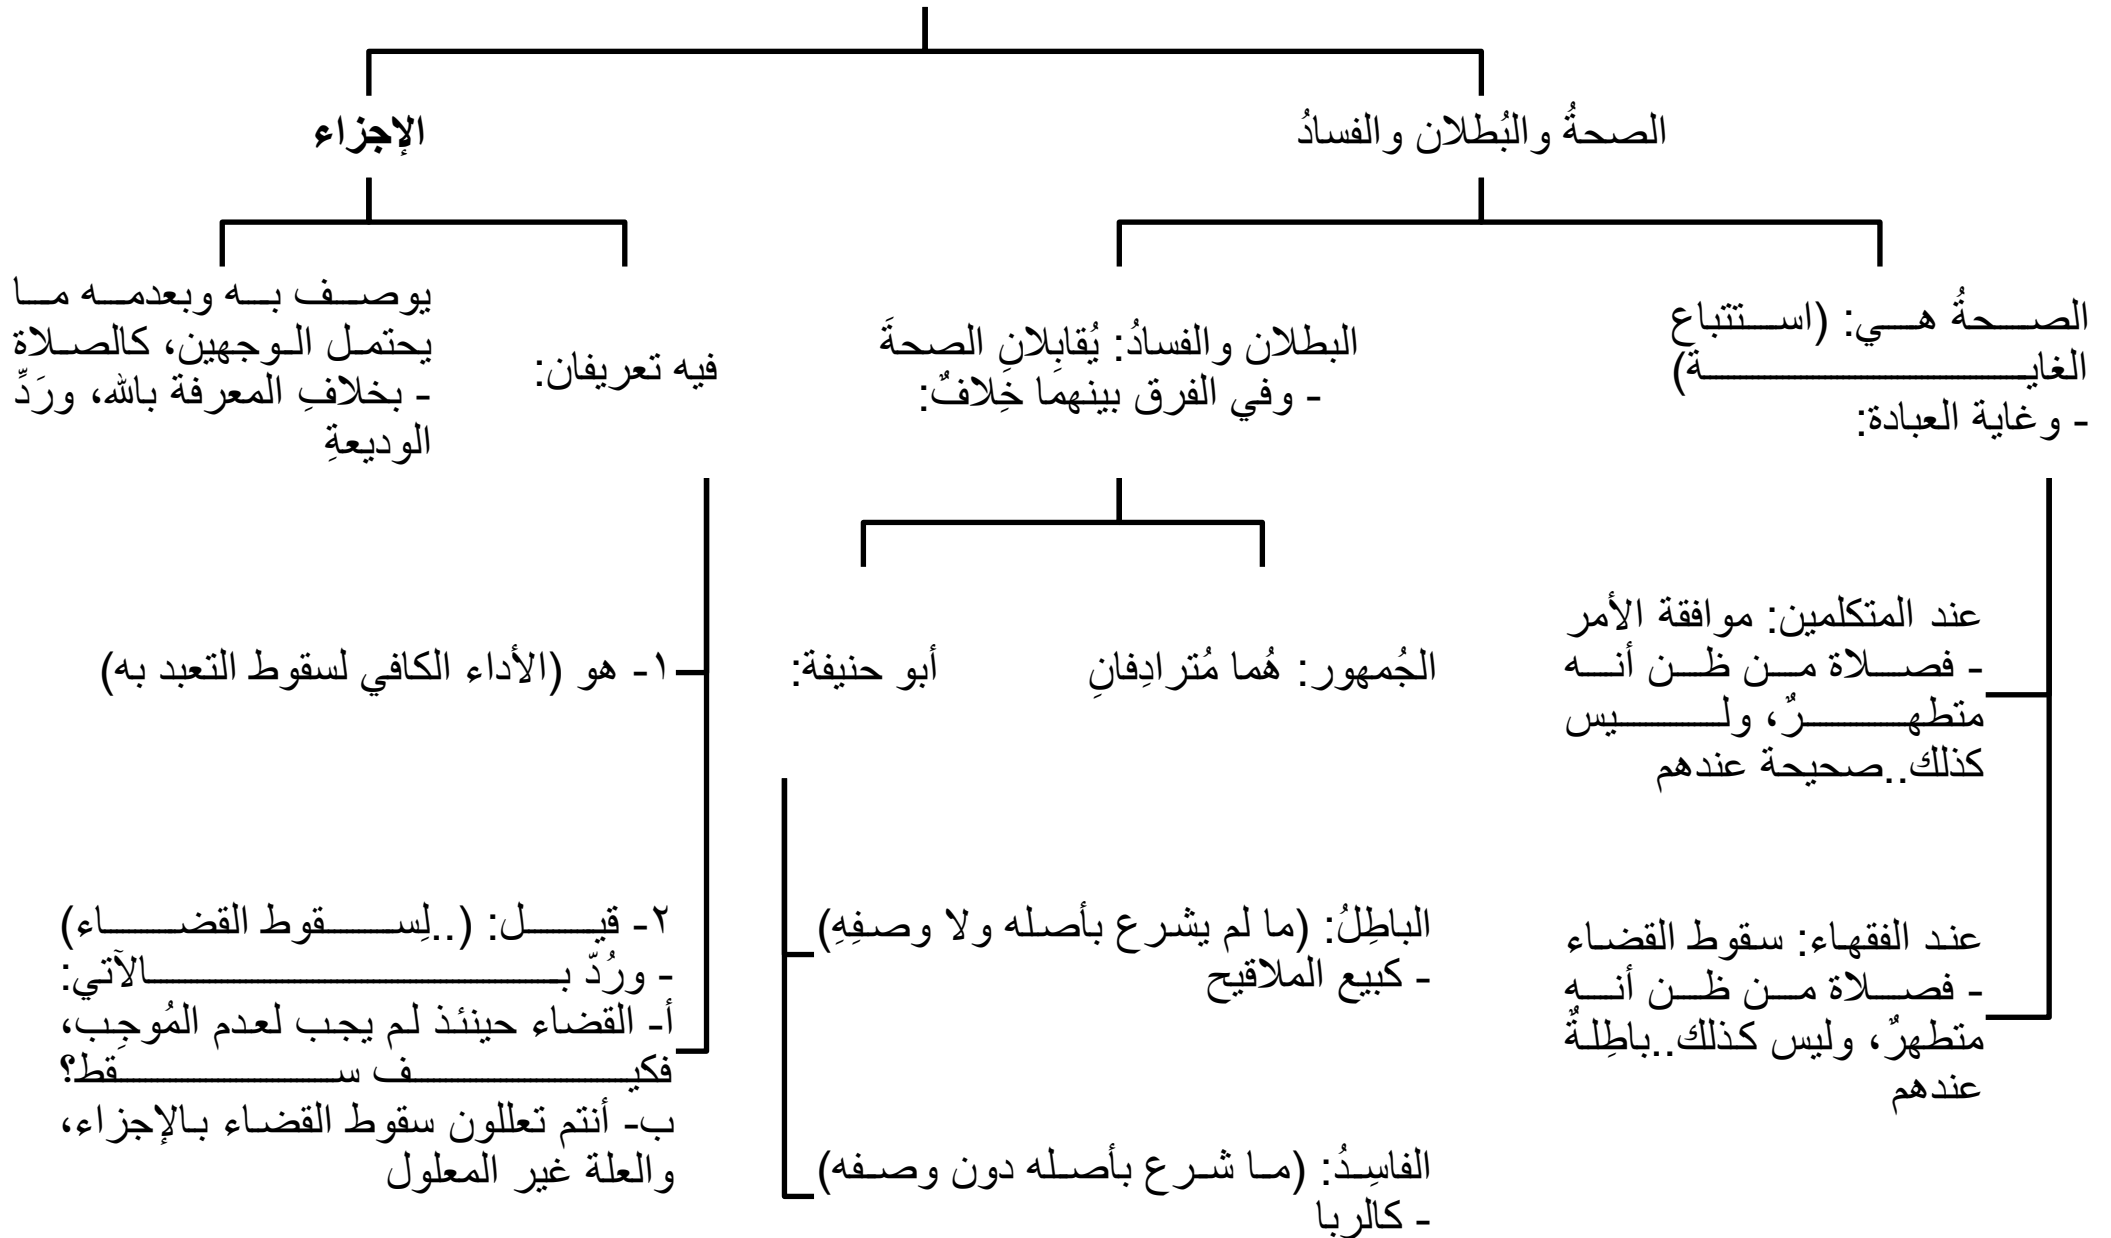 الصحةُ والبُطلان والفسادُ
الإجزاء
الصحةُ هي: (استتباع
الغاية)
- وغاية العبادة:
البطلان والفسادُ: يُقابِلانِ الصحةَ
- وفي الفرق بينهما خِلافٌ:
فيه تعريفان:
يوصف به وبعدمه ما
يحتمل الوجهين، كالصلاة
- بخلافِ المعرفة بالله، ورَدِّ
الوديعةِ
عند المتكلمين: موافقة الأمر
- فصلاة من ظن أنه
متطهرٌ، وليس
كذلك..صحيحة عندهم
عند الفقهاء: سقوط القضاء
- فصلاة من ظن أنه
متطهرٌ، وليس كذلك..باطِلةٌ
عندهم
الجُمهور: هُما مُترادِفانِ
أبو حنيفة:
الباطِلُ: (ما لم يشرع بأصله ولا وصفِهِ)
- كبيع الملاقيح
الفاسِدُ: (ما شرع بأصله دون وصفه)
- كالربا
١- هو (الأداء الكافي لسقوط التعبد به)
٢- قيل: (..لِسقوط القضاء)
- ورُدّ بالآتي:
أ- القضاء حينئذ لم يجب لعدم المُوجِب،
فكيف سقط؟
ب- أنتم تعللون سقوط القضاء بالإجزاء،
والعلة غير المعلول